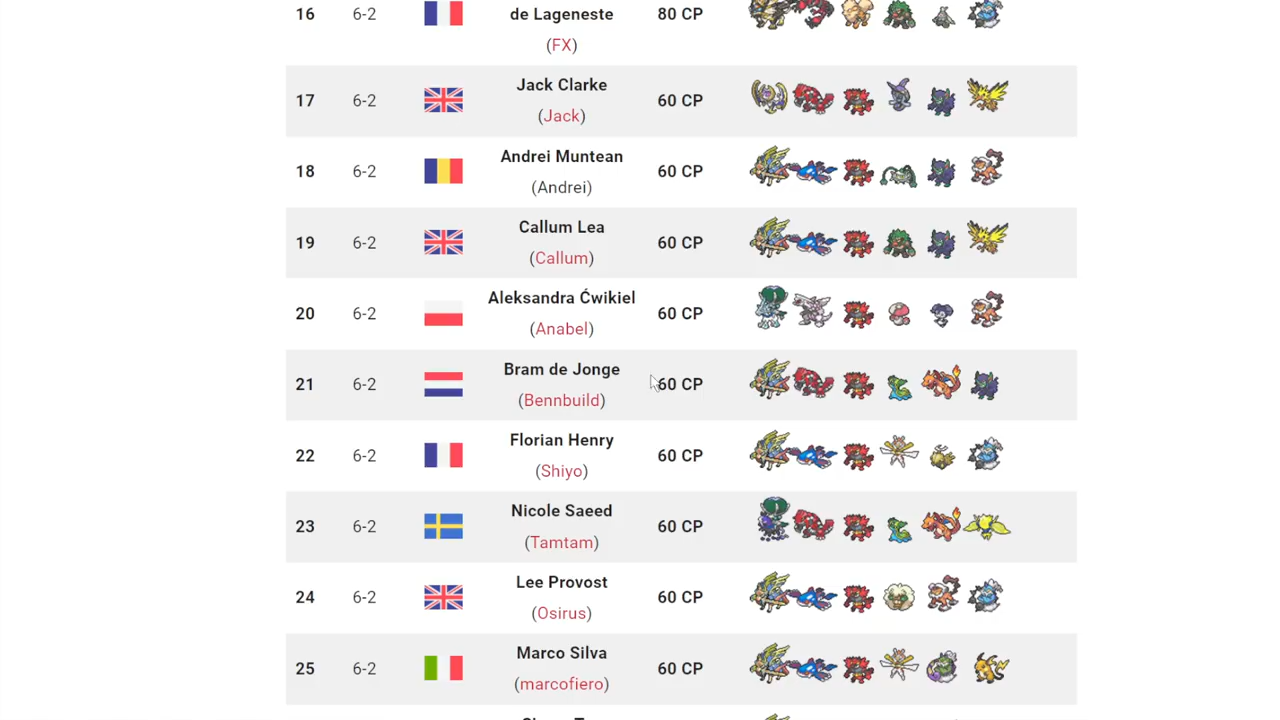 16 6-2 de Lageneste 80 CP
(FX)
Jack Clarke
17 6-2 60 CP
(Jack)
Andrei Muntean
18 6-2 60 CP
(Andrei)
Callum Lea
19 6-2 60 CP
(Callum)
Aleksandra Ćwikiel
20 6-2 60 CP
(Anabel)
Bram de Jonge
21 6-2 60 CP
(Bennbuild)
Florian Henry
22 6-2 60 CP
(Shiyo)
Nicole Saeed
23 6-2 60 CP
(Tamtam)
Lee Provost
24 6-2 60 CP
(Osirus)
Marco Silva
25 6-2 60 CP
(marcofiero)